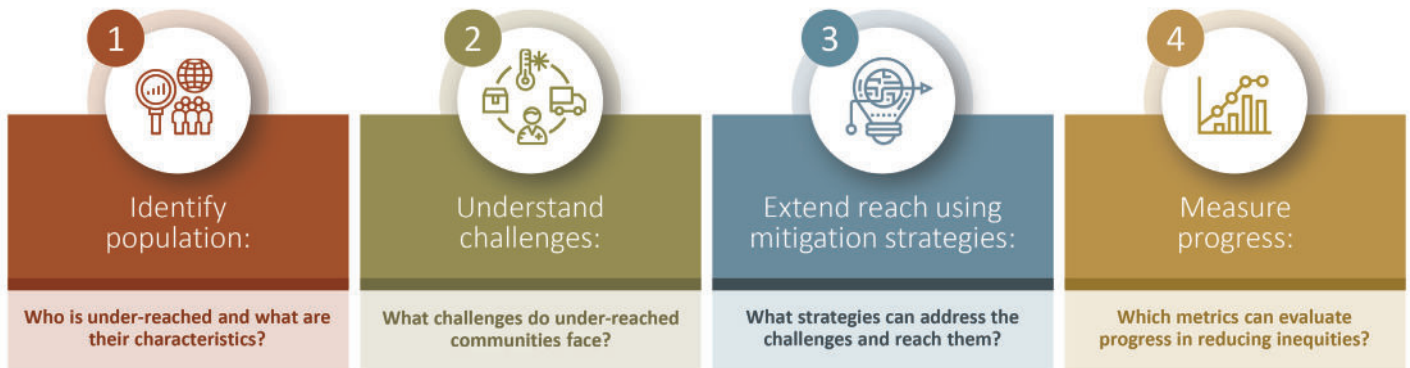 1
Identify
population:
Who is under-reached and what are
their characteristics?
2
Understand
challenges:
What challenges do under-reached
communities face?
3
Extend reach using
mitigation strategies:
What strategies can address the
challenges and reach them?
4
Measure
progress:
Which metrics can evaluate
progress in reducing inequities?